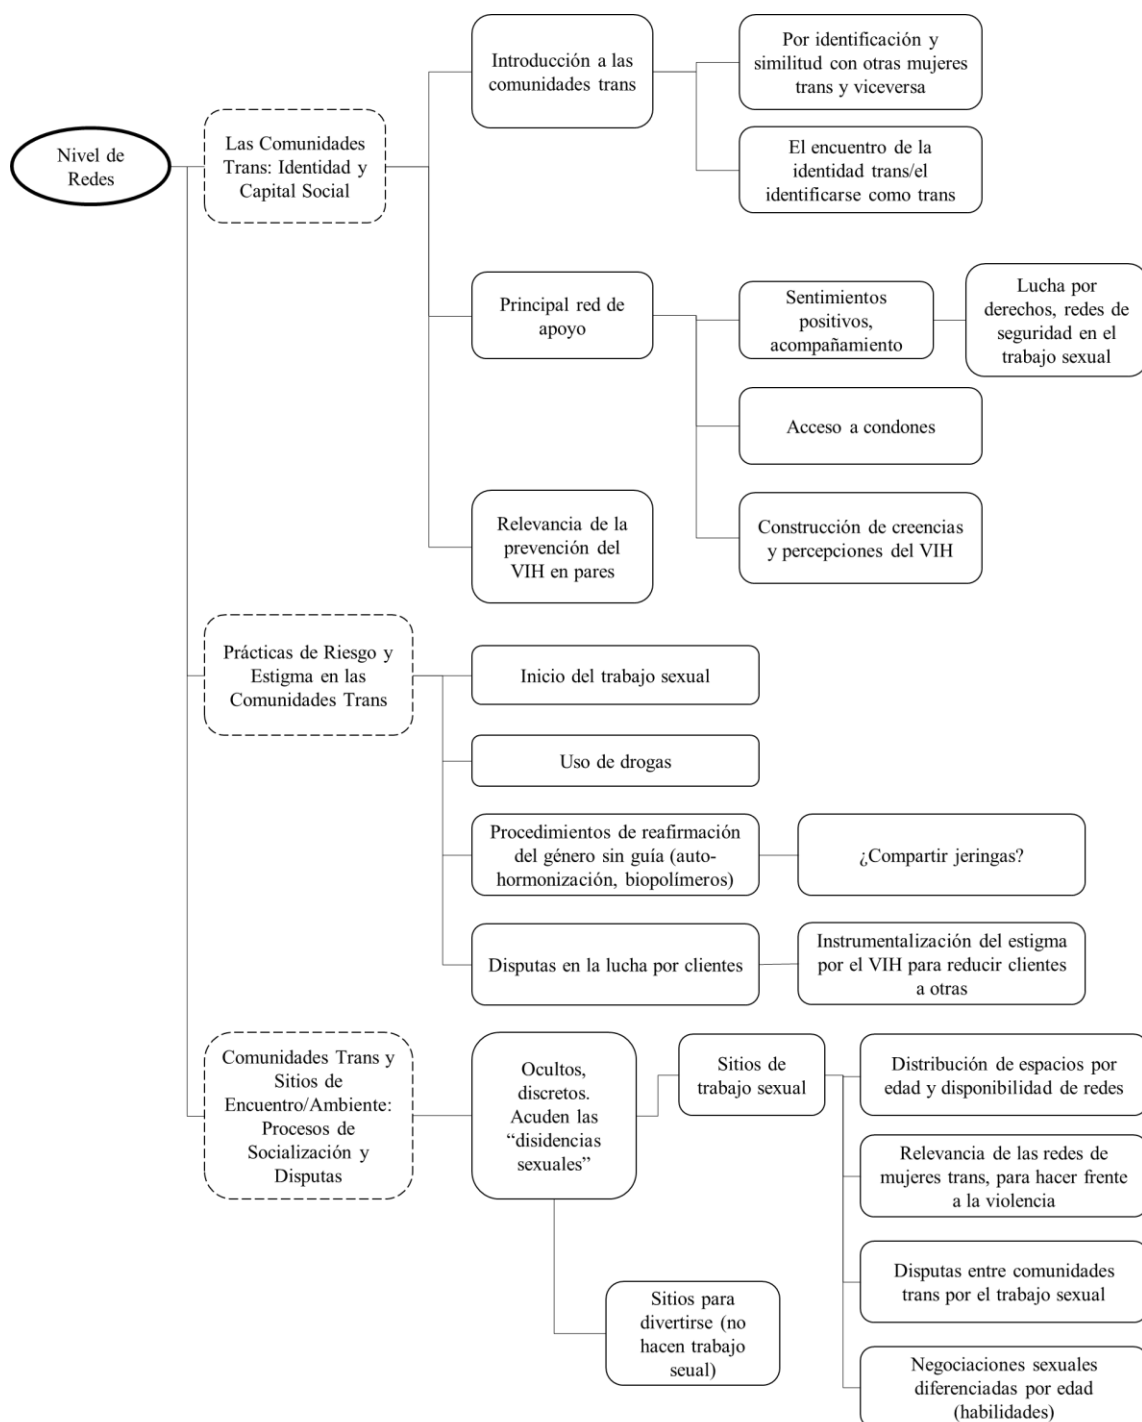 Nivel de
Redes
Las Comunidades
Trans: Identidad y
Capital Social
Introducción a las
comunidades trans
Por identificación y
similitud con otras mujeres
trans y viceversa
El encuentro de la
identidad trans/el
identificarse como trans
Principal red de
apoyo
Sentimientos
positivos,
acompañamiento
Lucha por
derechos, redes de
seguridad en el
trabajo sexual
Acceso a condones
Construcción de creencias
y percepciones del VIH
Relevancia de la
prevención del
VIH en pares
Prácticas de Riesgo y
Estigma en las
Comunidades Trans
Inicio del trabajo sexual
Uso de drogas
Procedimientos de reafirmación
del género sin guía (auto-
hormonización, biopolímeros)
¿Compartir jeringas?
Disputas en la lucha por clientes
Instrumentalización del estigma
por el VIH para reducir clientes
a otras
Comunidades Trans y
Sitios de
Encuentro/Ambiente:
Procesos de
Socialización y
Disputas
Ocultos,
discretos.
Acuden las
“disidencias
sexuales”
Sitios de
trabajo sexual
Distribución de espacios por
edad y disponibilidad de redes
Relevancia de las redes de
mujeres trans, para hacer frente
a la violencia
Disputas entre comunidades
trans por el trabajo sexual
Negociaciones sexuales
diferenciadas por edad
(habilidades)
Sitios para
divertirse (no
hacen trabajo
seual)